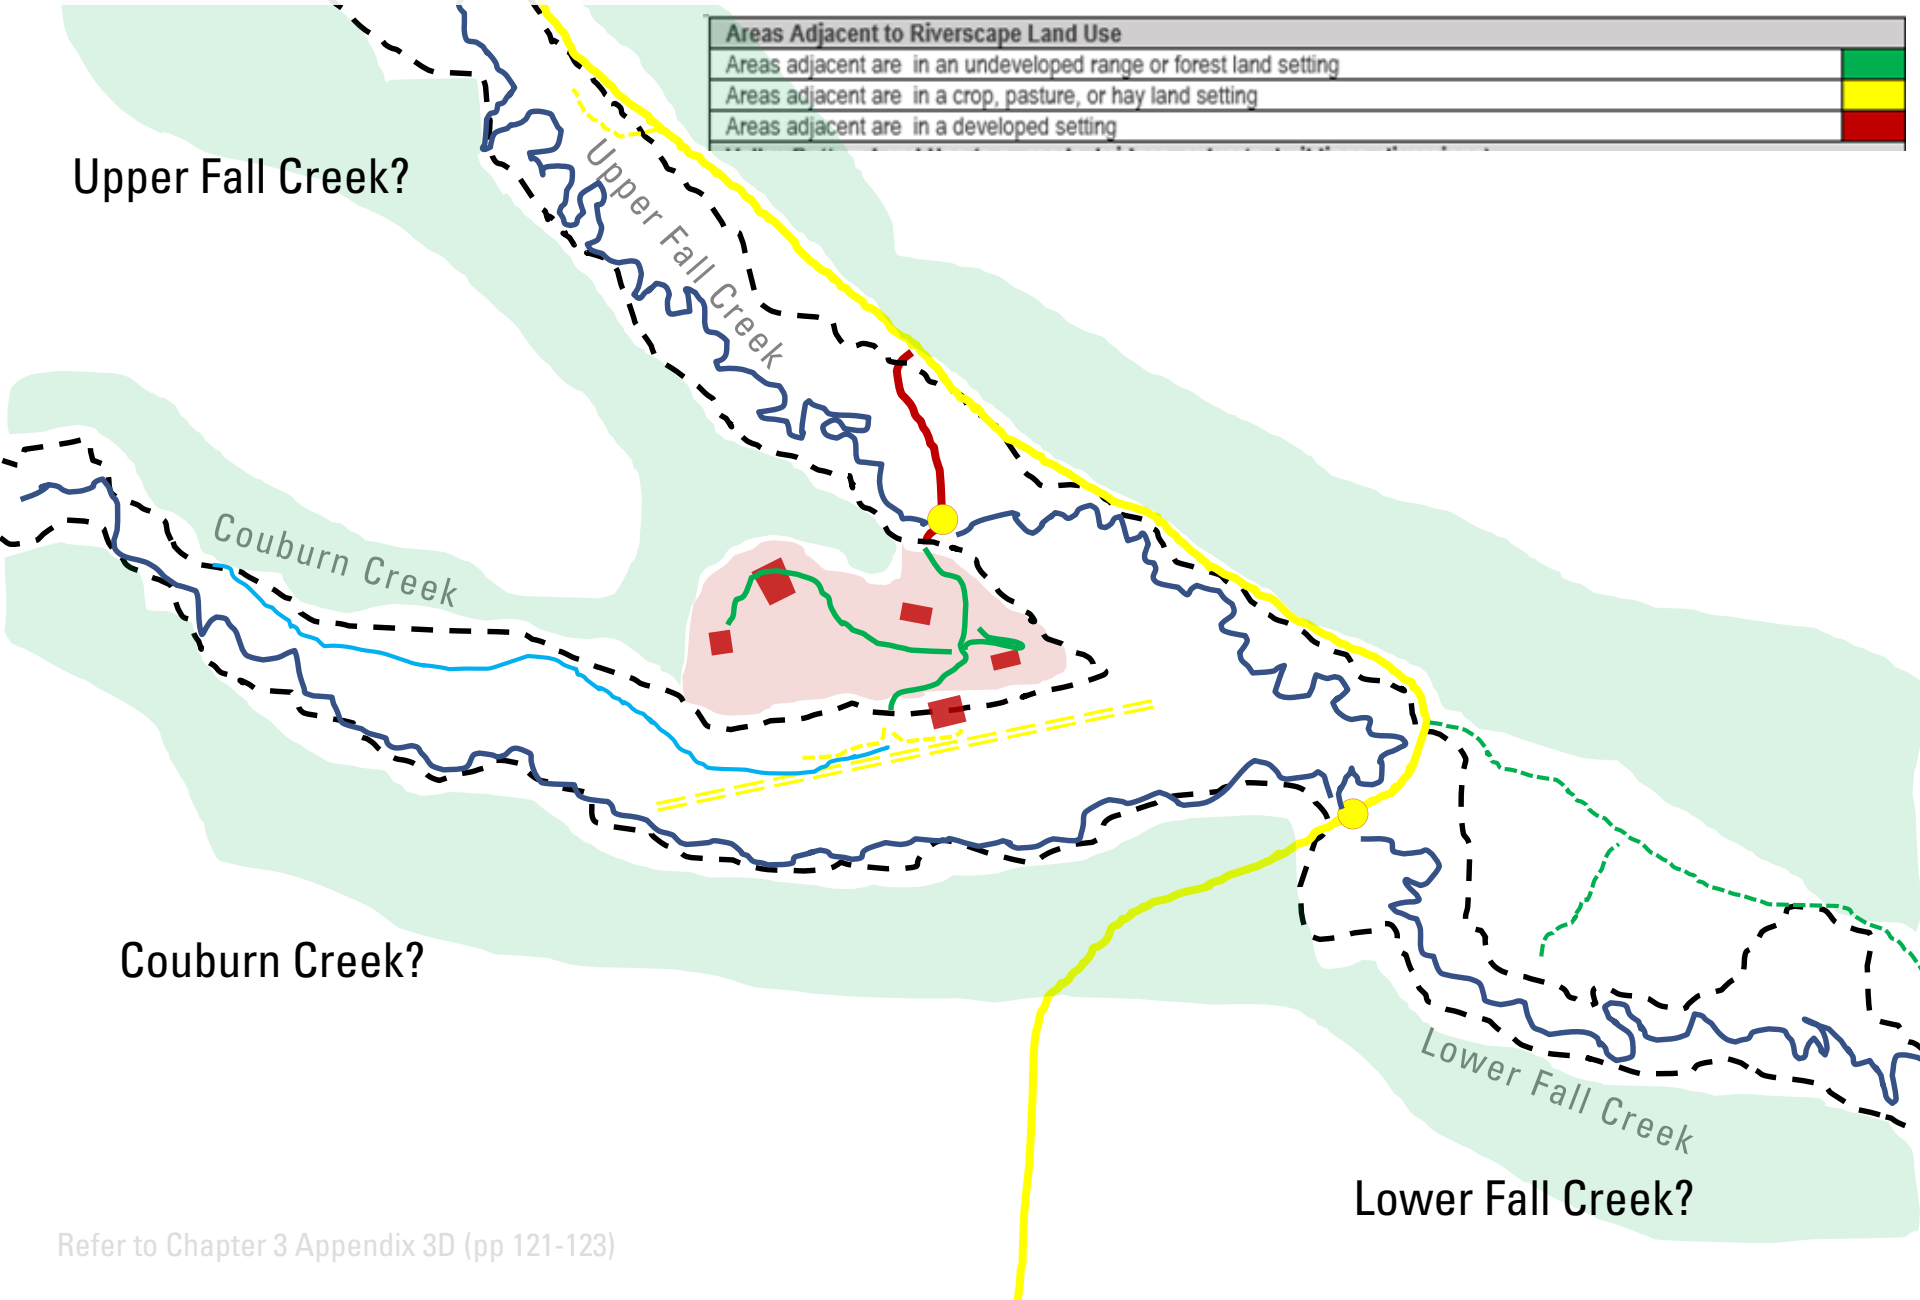 Areas Adjacent to Riverscape Land Use
Areas adjacent are in an undeveloped range or forest land setting
Areas adjacent are in a crop, pasture, or hay land setting
Areas adjacent are in a developed setting
Upper Fall Creek?
Upper Fall Creek
Couburn Creek
Couburn Creek?
Lower Fall Creek
Lower Fall Creek?
Refer to Chapter 3 Appendix 3D (pp 121-123)